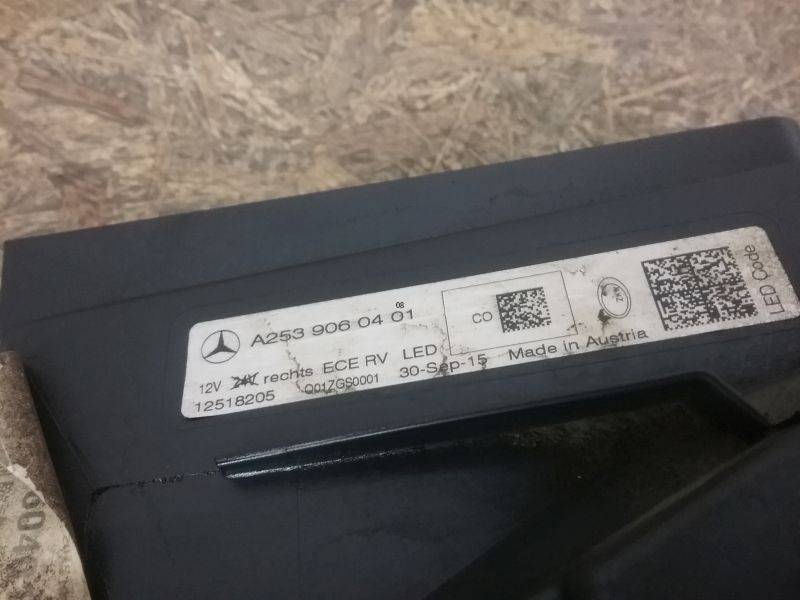 08
A253 906 04 01
CO
12V 24V rechts ECE RV LED
12518205 Q01ZGS0001 30-Sep-15 Made in Austria
LED Code
604